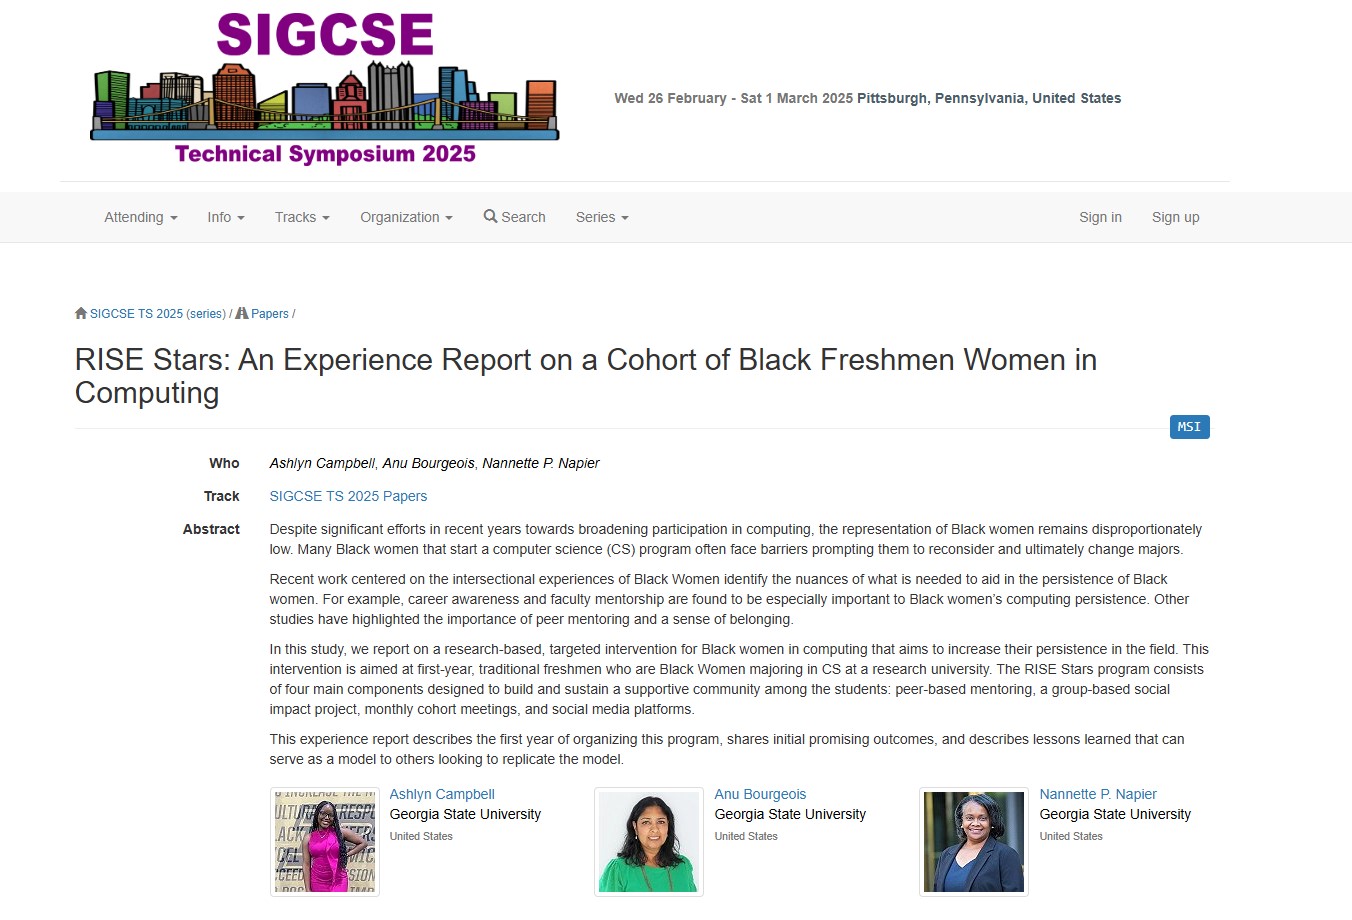 SIGCSE
Technical Symposium 2025
Wed 26 February - Sat 1 March 2025 Pittsburgh, Pennsylvania, United States
Attending Info Tracks Organization Search Series Sign in Sign up
SIGCSE TS 2025 (series) / Papers /
RISE Stars: An Experience Report on a Cohort of Black Freshmen Women in
Computing
MSI
Who Ashlyn Campbell, Anu Bourgeois, Nannette P. Napier
Track SIGCSE TS 2025 Papers
Abstract Despite significant efforts in recent years towards broadening participation in computing, the representation of Black women remains disproportionately
low. Many Black women that start a computer science (CS) program often face barriers prompting them to reconsider and ultimately change majors.
Recent work centered on the intersectional experiences of Black Women identify the nuances of what is needed to aid in the persistence of Black
women. For example, career awareness and faculty mentorship are found to be especially important to Black women's computing persistence. Other
studies have highlighted the importance of peer mentoring and a sense of belonging.
In this study, we report on a research-based, targeted intervention for Black women in computing that aims to increase their persistence in the field. This
intervention is aimed at first-year, traditional freshmen who are Black Women majoring in CS at a research university. The RISE Stars program consists
of four main components designed to build and sustain a supportive community among the students: peer-based mentoring, a group-based social
impact project, monthly cohort meetings, and social media platforms.
This experience report describes the first year of organizing this program, shares initial promising outcomes, and describes lessons learned that can
serve as a model to others looking to replicate the model.
Ashlyn Campbell
Georgia State University
United States
Anu Bourgeois
Georgia State University
United States
Nannette P. Napier
Georgia State University
United States